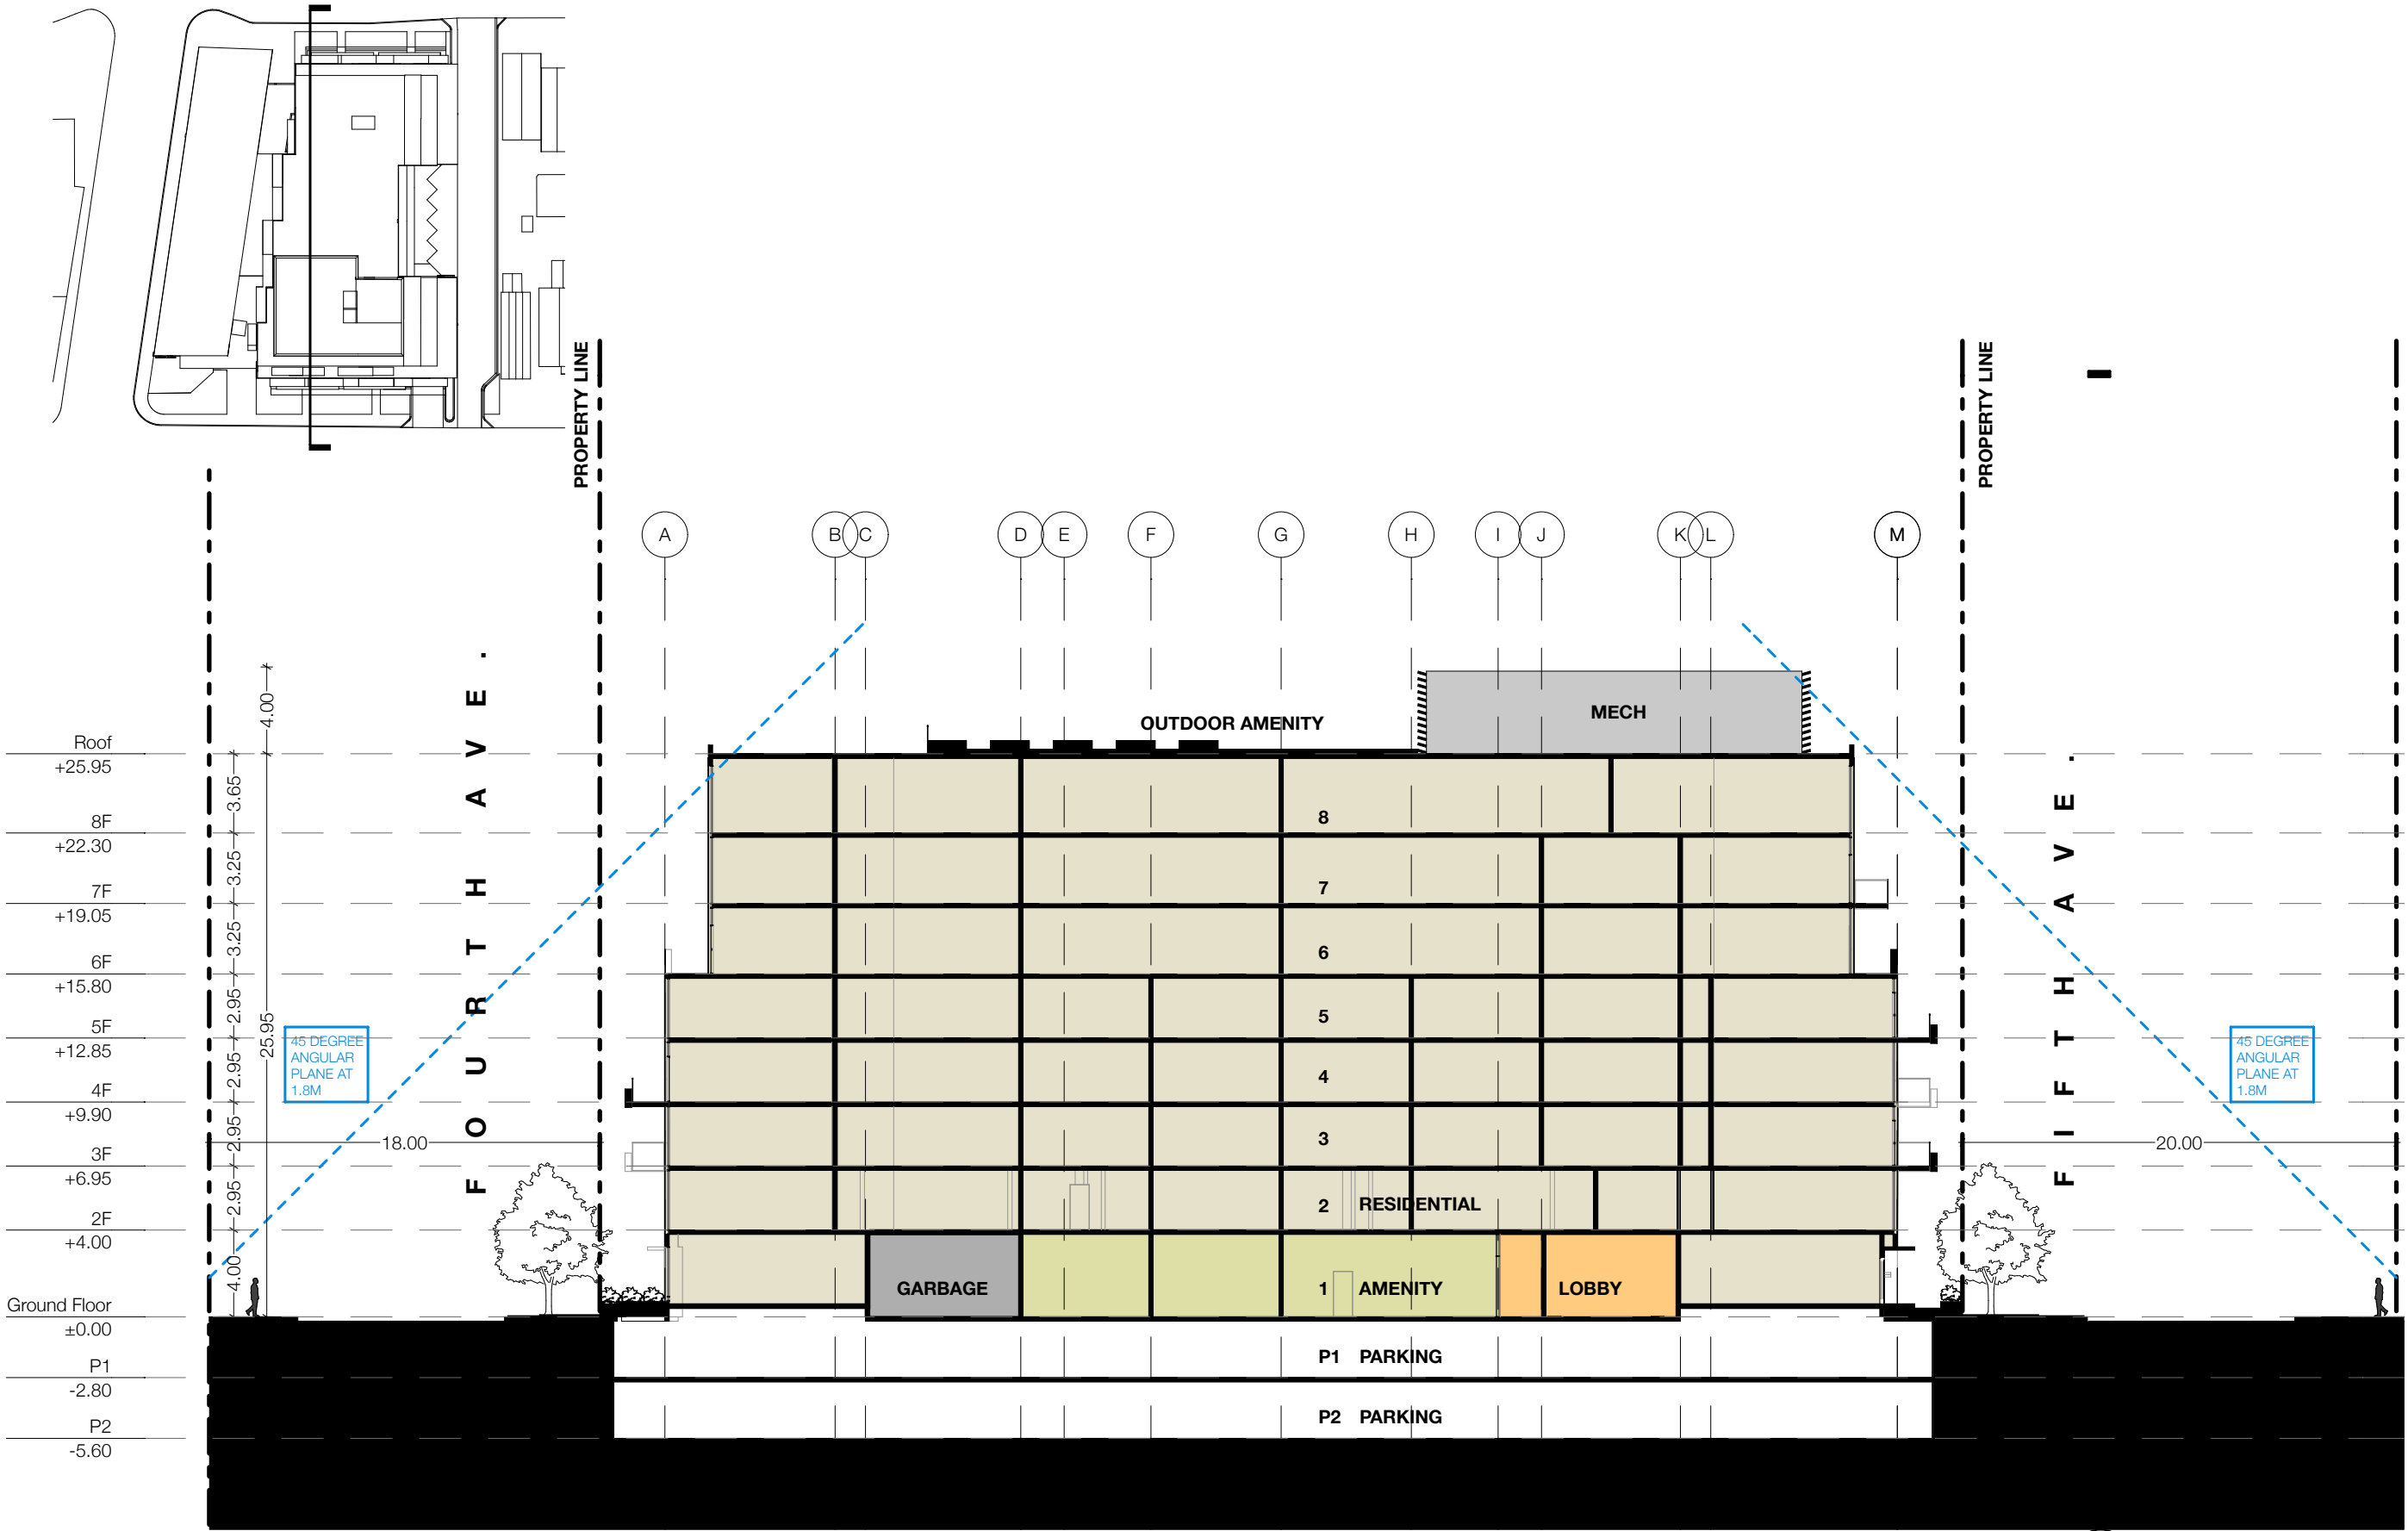 PROPERTY LINE
PROPERTY LINE
A
B
C
D
E
F
G
H
I
J
K
L
M
FOURTH AVE.
FIFTH AVE.
OUTDOOR AMENITY
MECH
4.00
Roof
+25.95
3.65
8F
+22.30
3.25
7F
+19.05
3.25
6F
+15.80
2.95
5F
+12.85
2.95
4F
+9.90
2.95
3F
+6.95
2.95
2F
+4.00
4.00
Ground Floor
±0.00
P1
-2.80
P2
-5.60
25.95
45 DEGREE
ANGULAR
PLANE AT
1.8M
18.00
8
7
6
5
4
3
2 RESIDENTIAL
GARBAGE
1 AMENITY
LOBBY
P1 PARKING
P2 PARKING
45 DEGREE
ANGULAR
PLANE AT
1.8M
20.00